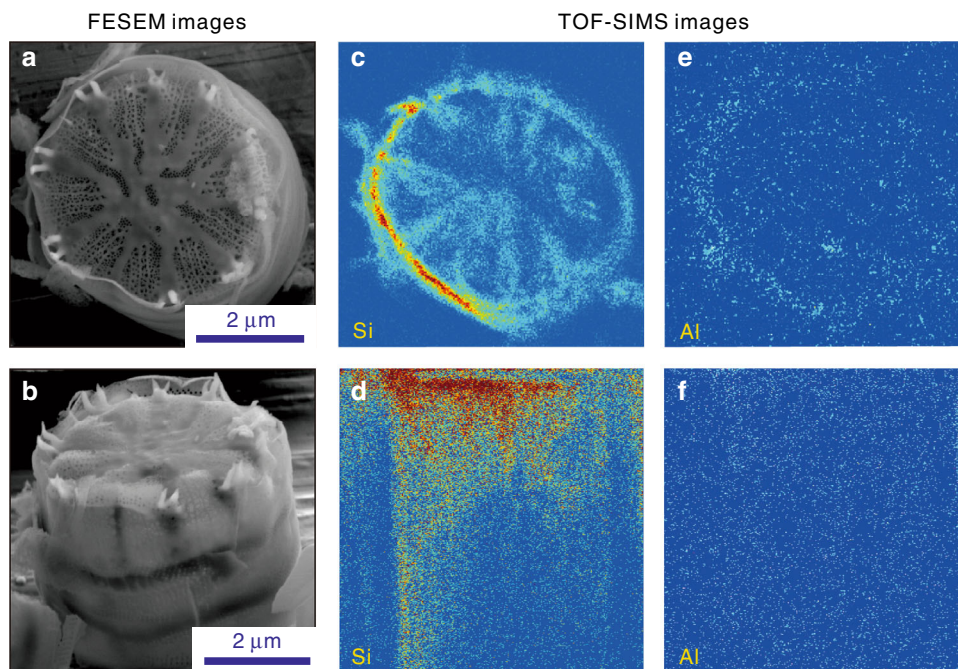 FESEM images
TOF-SIMS images
a
c
e
2 μm
Si
Al
b
d
f
2 μm
Si
Al